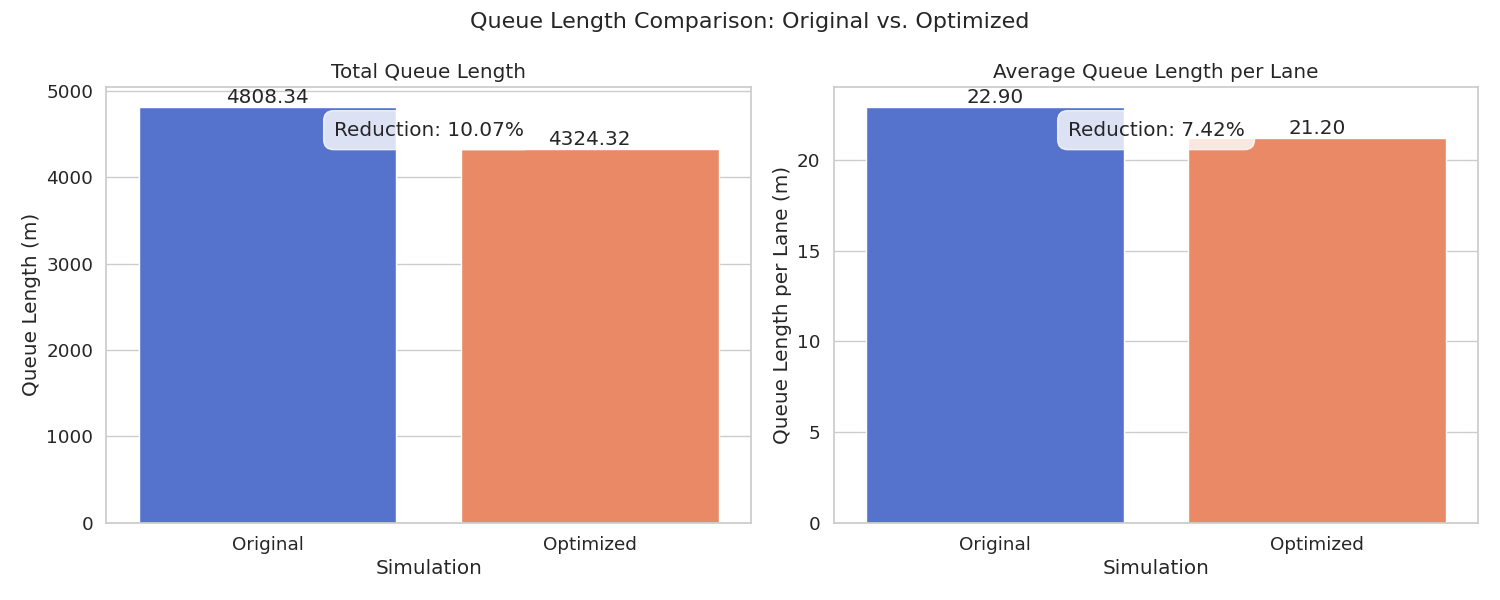 Queue Length Comparison: Original vs. Optimized
Total Queue Length
Queue Length (m)
5000
4000
3000
2000
1000
0
4808.34
Reduction: 10.07%
4324.32
Original
Optimized
Simulation
Average Queue Length per Lane
Queue Length per Lane (m)
20
15
10
5
0
22.90
Reduction: 7.42%
21.20
Original
Optimized
Simulation